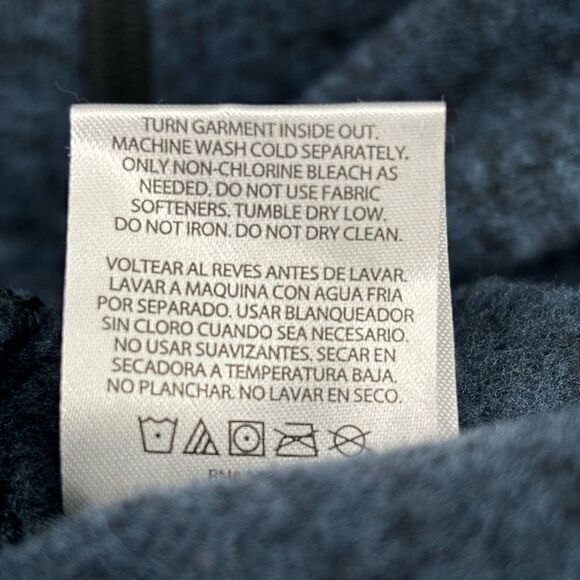 TURN GARMENT INSIDE OUT.
MACHINE WASH COLD SEPARATELY.
ONLY NON-CHLORINE BLEACH AS
NEEDED. DO NOT USE FABRIC
SOFTENERS. TUMBLE DRY LOW.
DO NOT IRON. DO NOT DRY CLEAN.
VOLTEAR AL REVES ANTES DE LAVAR.
LAVAR A MAQUINA CON AGUA FRIA
POR SEPARADO. USAR BLANQUEADOR
SIN CLORO CUANDO SEA NECESARIO.
NO USAR SUAVIZANTES. SECAR EN
SECADORA A TEMPERATURA BAJA.
NO PLANCHAR. NO LAVAR EN SECO.